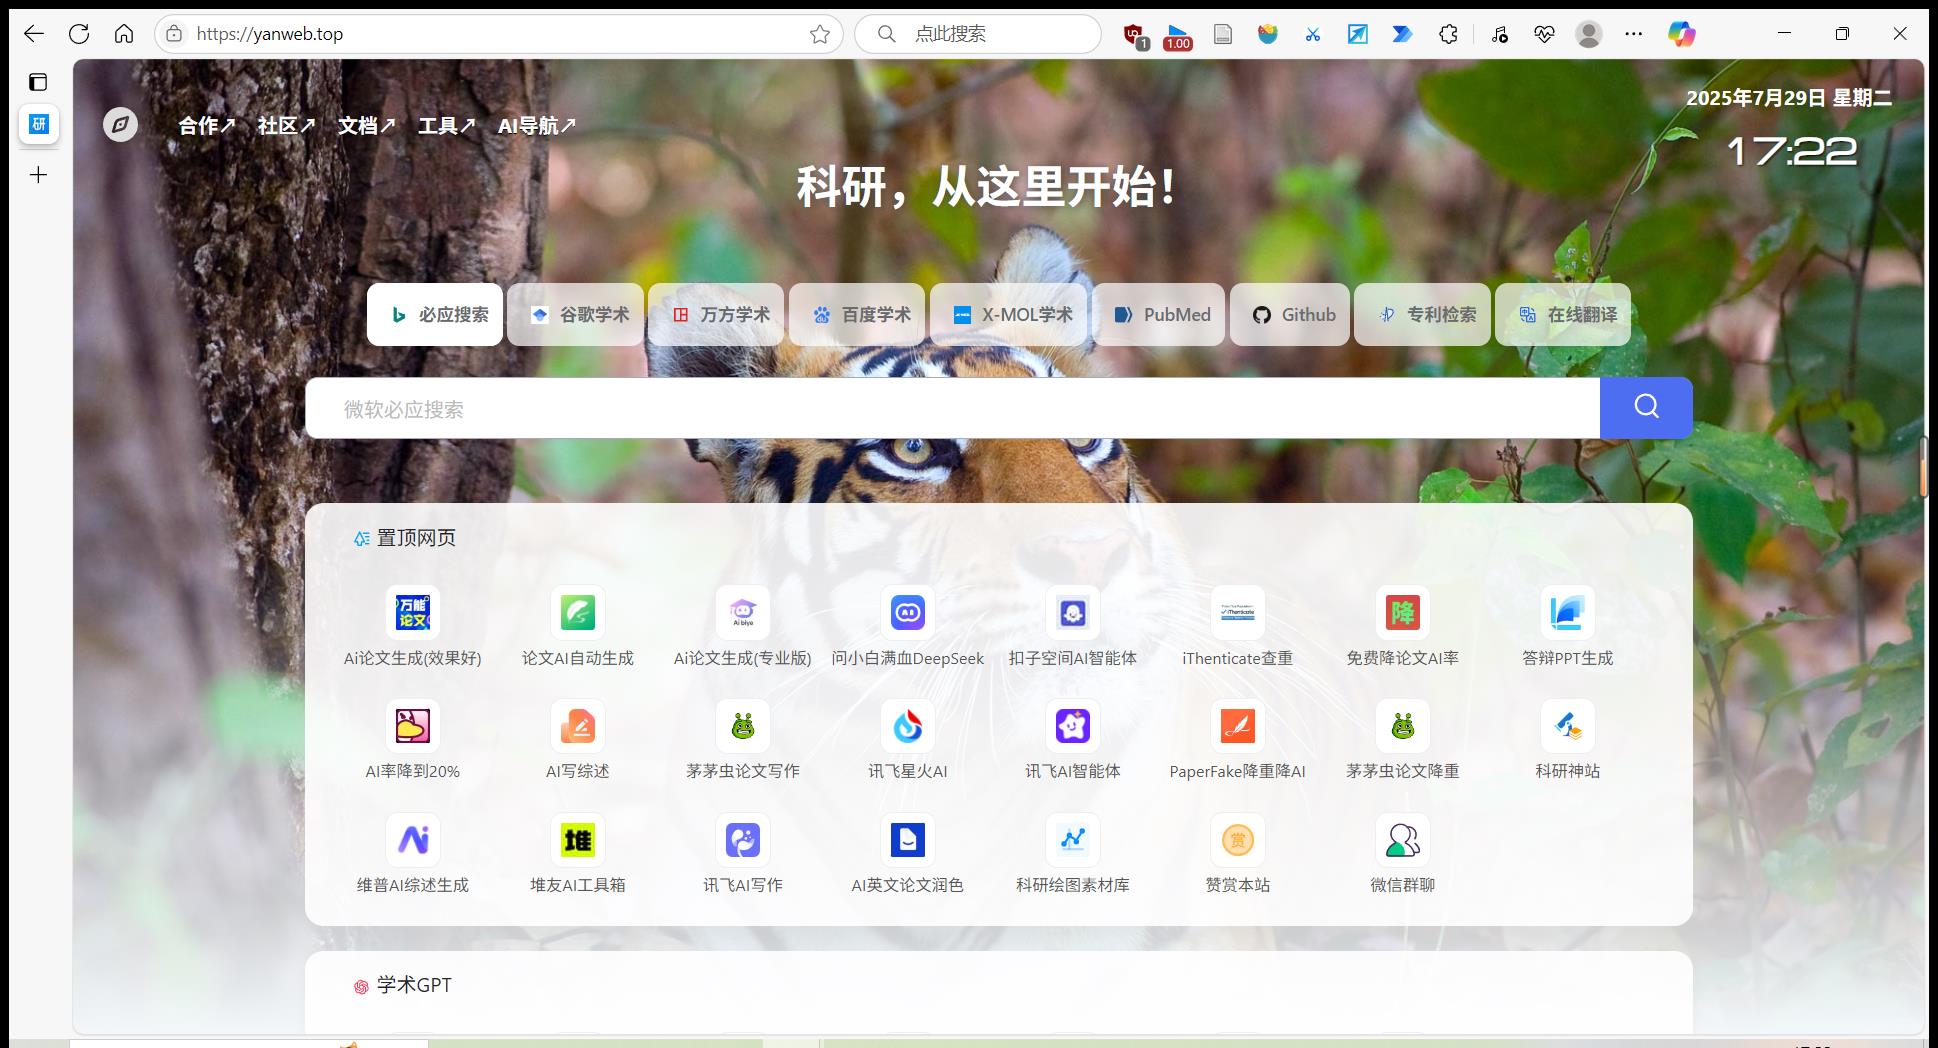 https://yanweb.top
点此搜索
1
1.00
研
合作↗ 社区↗ 文档↗ 工具↗ AI导航↗
2025年7月29日 星期二
17:22
科研，从这里开始！
必应搜索 谷歌学术 万方学术 百度学术 X-MOL学术 PubMed Github 专利检索 在线翻译
微软必应搜索
置顶网页
万能论文
Ai biye
iThenticate
降
Ai论文生成(效果好) 论文AI自动生成 Ai论文生成(专业版) 问小白满血DeepSeek 扣子空间AI智能体 iThenticate查重 免费降论文AI率 答辩PPT生成
AI率降到20% AI写综述 茅茅虫论文写作 讯飞星火AI 讯飞AI智能体 PaperFake降重降AI 茅茅虫论文降重 科研神站
Ai
堆
赏
维普AI综述生成 堆友AI工具箱 讯飞AI写作 AI英文论文润色 科研绘图素材库 赞赏本站 微信群聊
学术GPT